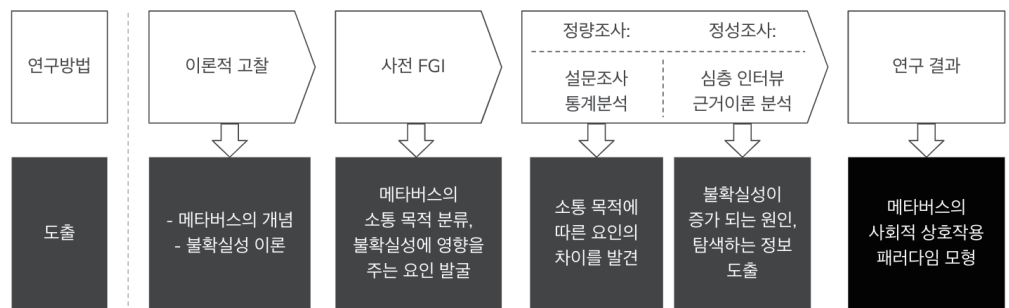 연구방법
이론적 고찰
사전 FGI
정량조사:
정성조사:
설문조사
통계분석
심층 인터뷰
근거이론 분석
연구 결과
도출
- 메타버스의 개념
- 불확실성 이론
메타버스의
소통 목적 분류,
불확실성에 영향을
주는 요인 발굴
소통 목적에
따른 요인의
차이를 발견
불확실성이
증가 되는 원인,
탐색하는 정보
도출
메타버스의
사회적 상호작용
패러다임 모형